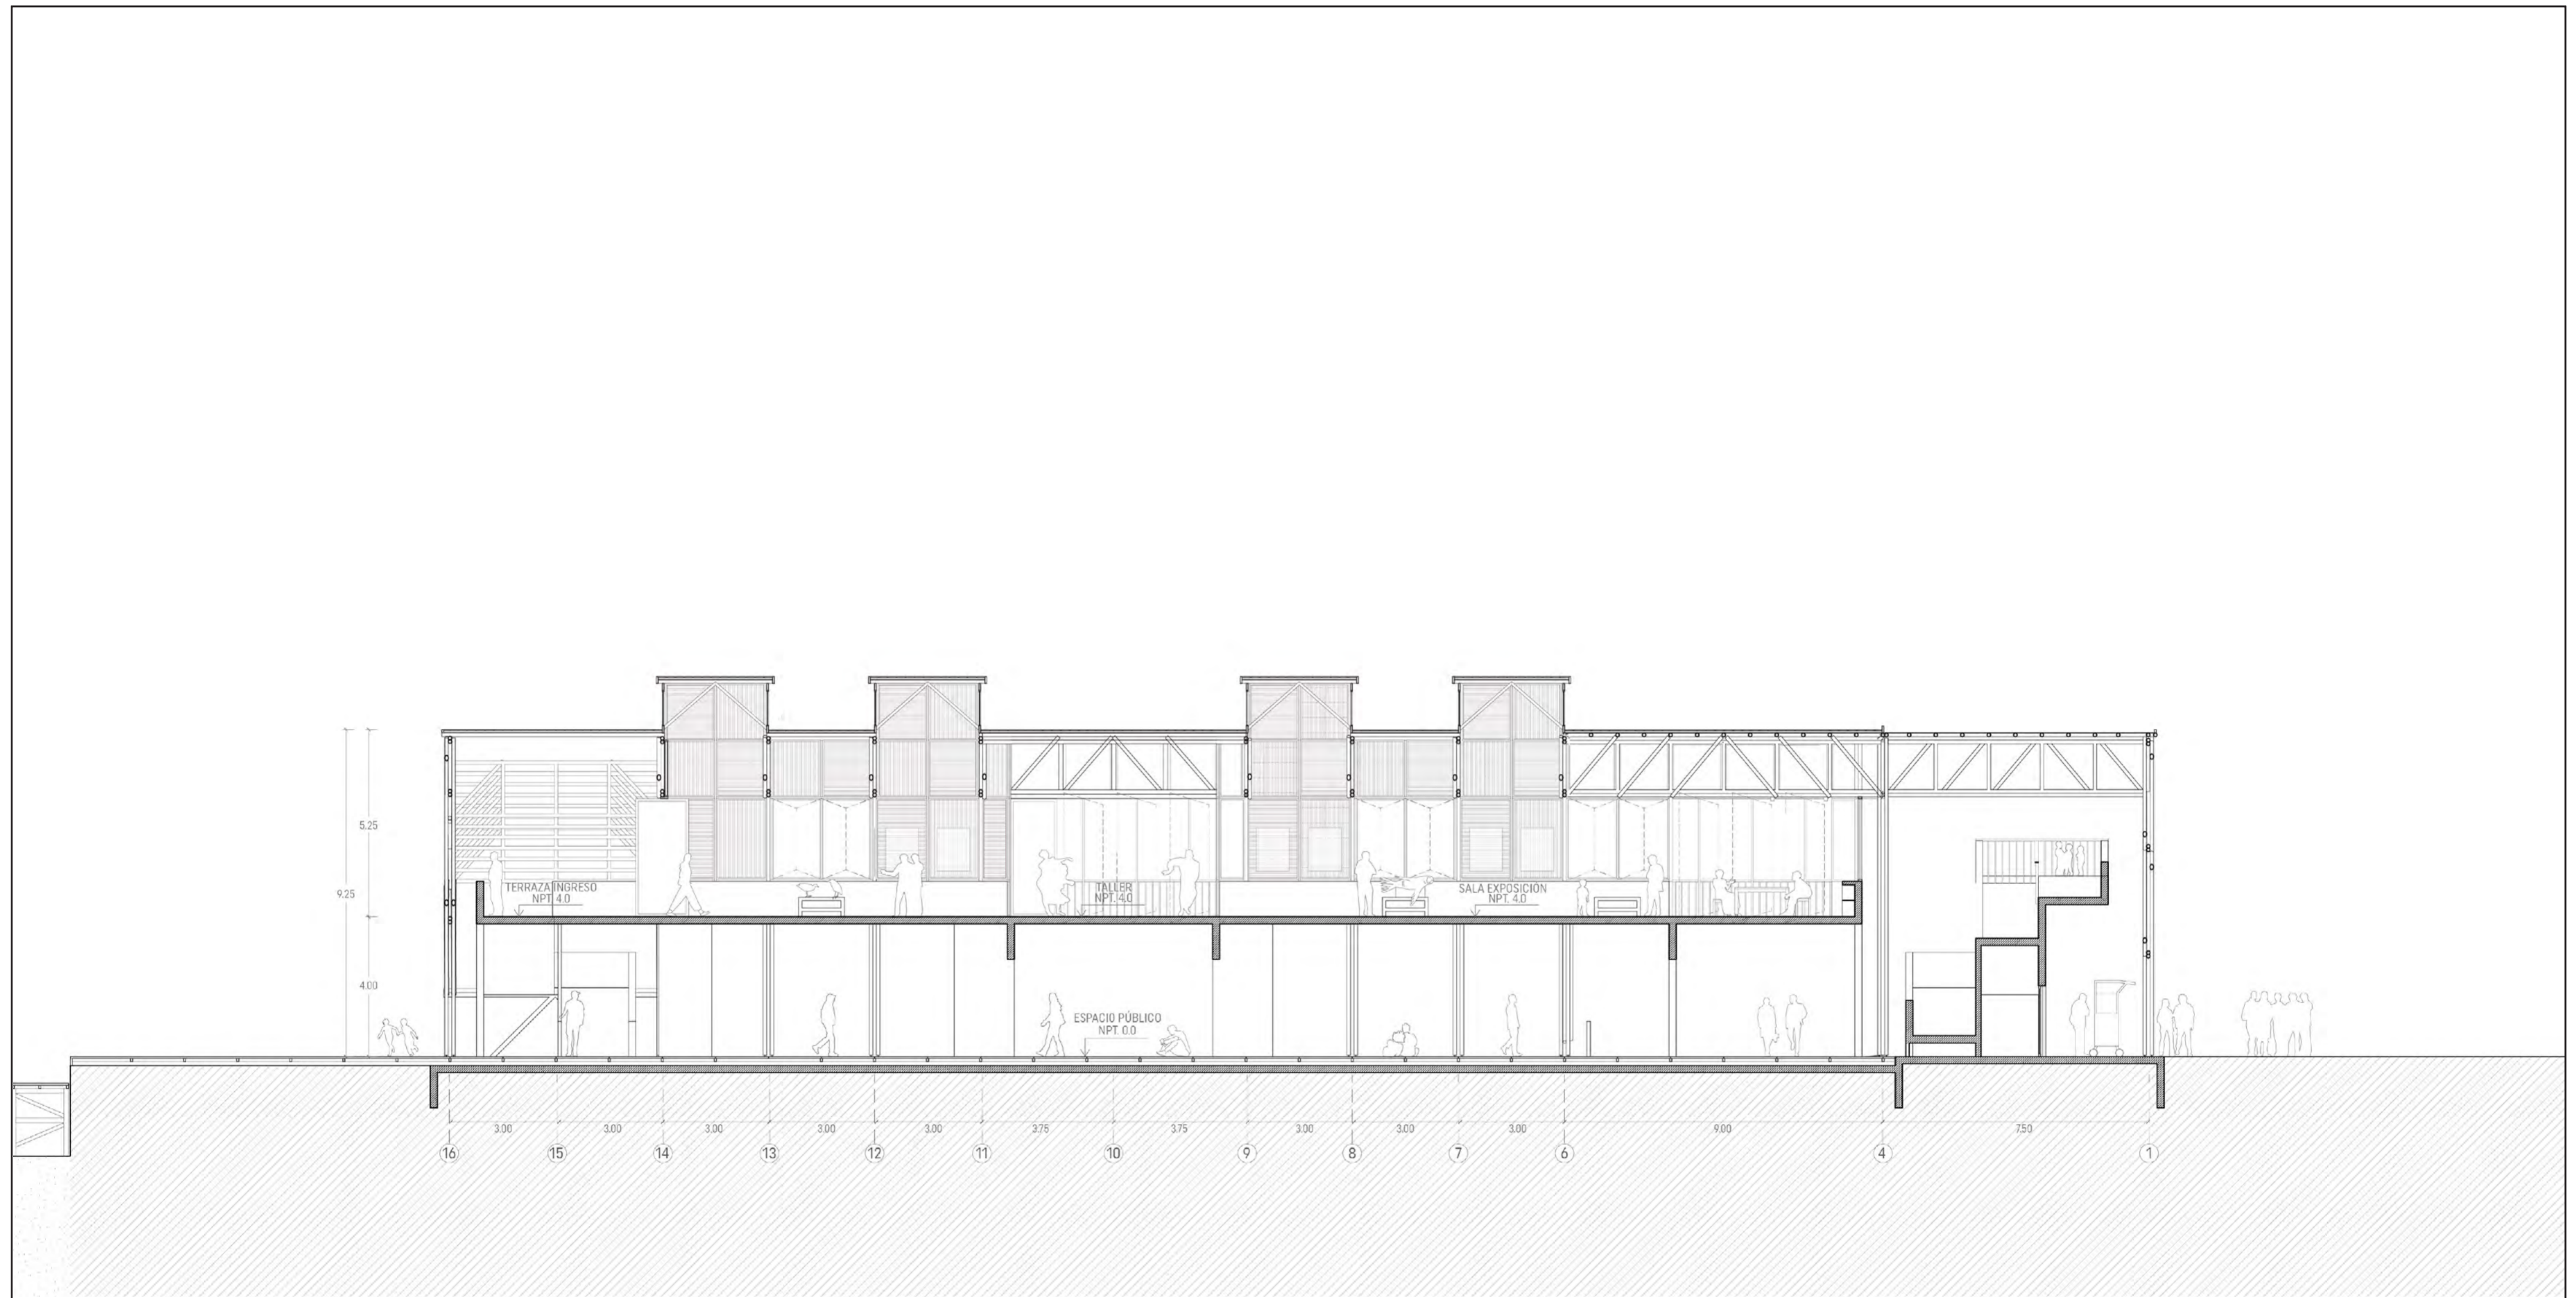 5.25
9.25
4.00
TERRAZA INGRESO
NPT. 4.0
TALLER
NPT. 4.0
SALA EXPOSICIÓN
NPT. 4.0
ESPACIO PÚBLICO
NPT. 0.0
3.00 3.00 3.00 3.00 3.00 3.75 3.75 3.00 3.00 3.00 9.00 7.50
16 15 14 13 12 11 10 9 8 7 6 4 1